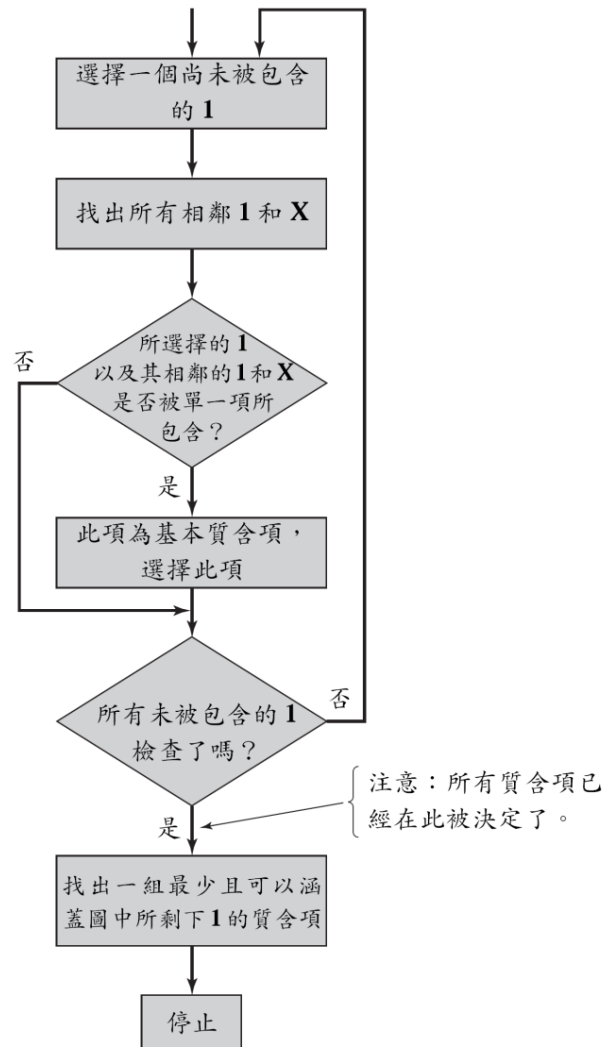 選擇一個尚未被包含
的 1
找出所有相鄰 1 和 X
所選擇的 1
以及其相鄰的 1 和 X
是否被單一項所
包含？
否
是
此項為基本質含項，
選擇此項
所有未被包含的 1
檢查了嗎？
否
是
注意：所有質含項已
經在此被決定了。
找出一組最少且可以涵
蓋圖中所剩下 1 的質含項
停止